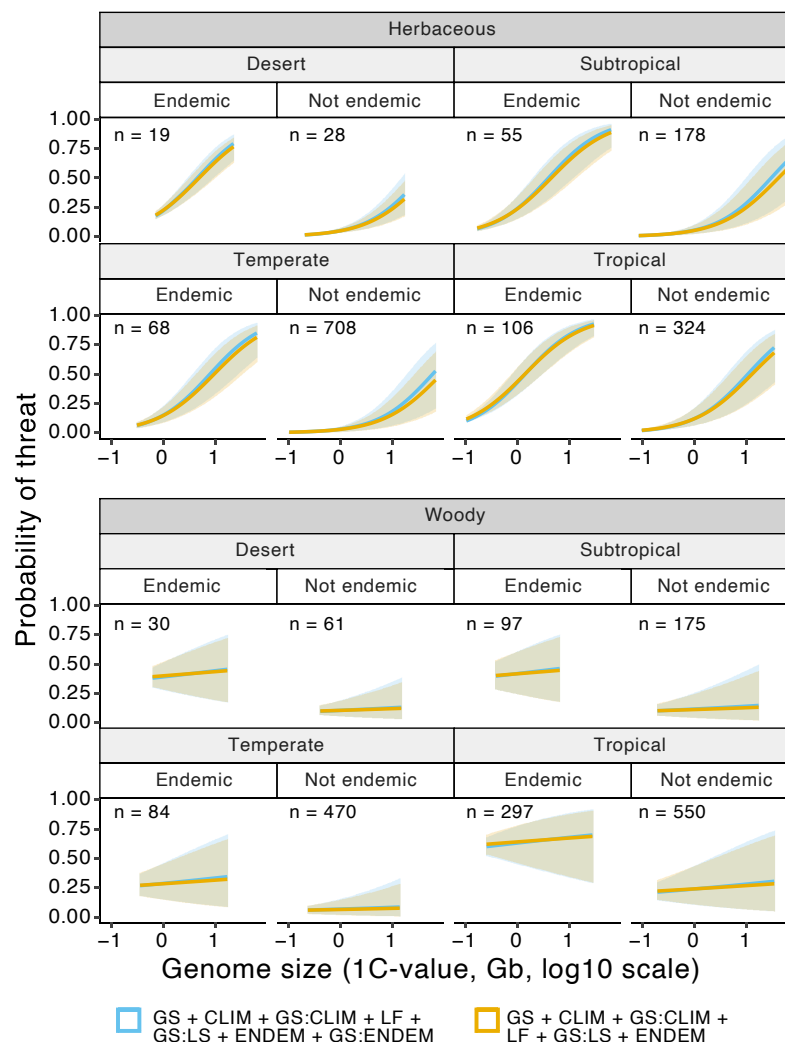 Herbaceous
Desert Subtropical
Endemic Not endemic Endemic Not endemic
1.00
n = 19 n = 28 n = 55 n = 178
0.75
0.50
0.25
0.00
Temperate Tropical
Endemic Not endemic Endemic Not endemic
1.00
n = 68 n = 708 n = 106 n = 324
0.75
0.50
0.25
0.00
−1 0 1 −1 0 1 −1 0 1 −1 0 1
Probability of threat
Woody
Desert Subtropical
Endemic Not endemic Endemic Not endemic
1.00
n = 30 n = 61 n = 97 n = 175
0.75
0.50
0.25
0.00
Temperate Tropical
Endemic Not endemic Endemic Not endemic
1.00
n = 84 n = 470 n = 297 n = 550
0.75
0.50
0.25
0.00
−1 0 1 −1 0 1 −1 0 1 −1 0 1
Genome size (1C-value, Gb, log10 scale)
GS + CLIM + GS:CLIM + LF +
GS:LS + ENDEM + GS:ENDEM
GS + CLIM + GS:CLIM +
LF + GS:LS + ENDEM